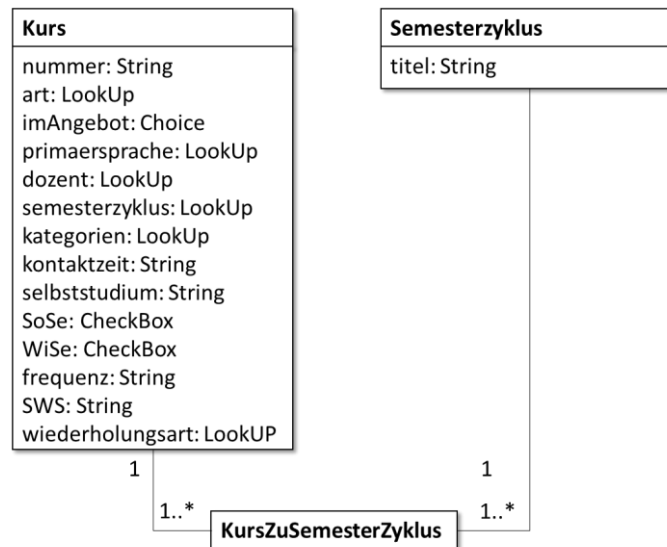 Kurs
nummer: String
art: LookUp
imAngebot: Choice
primaersprache: LookUp
dozent: LookUp
semesterzyklus: LookUp
kategorien: LookUp
kontaktzeit: String
selbststudium: String
SoSe: CheckBox
WiSe: CheckBox
frequenz: String
SWS: String
wiederholungsart: LookUP
Semesterzyklus
titel: String
1
1
1..*
1..*
KursZuSemesterZyklus